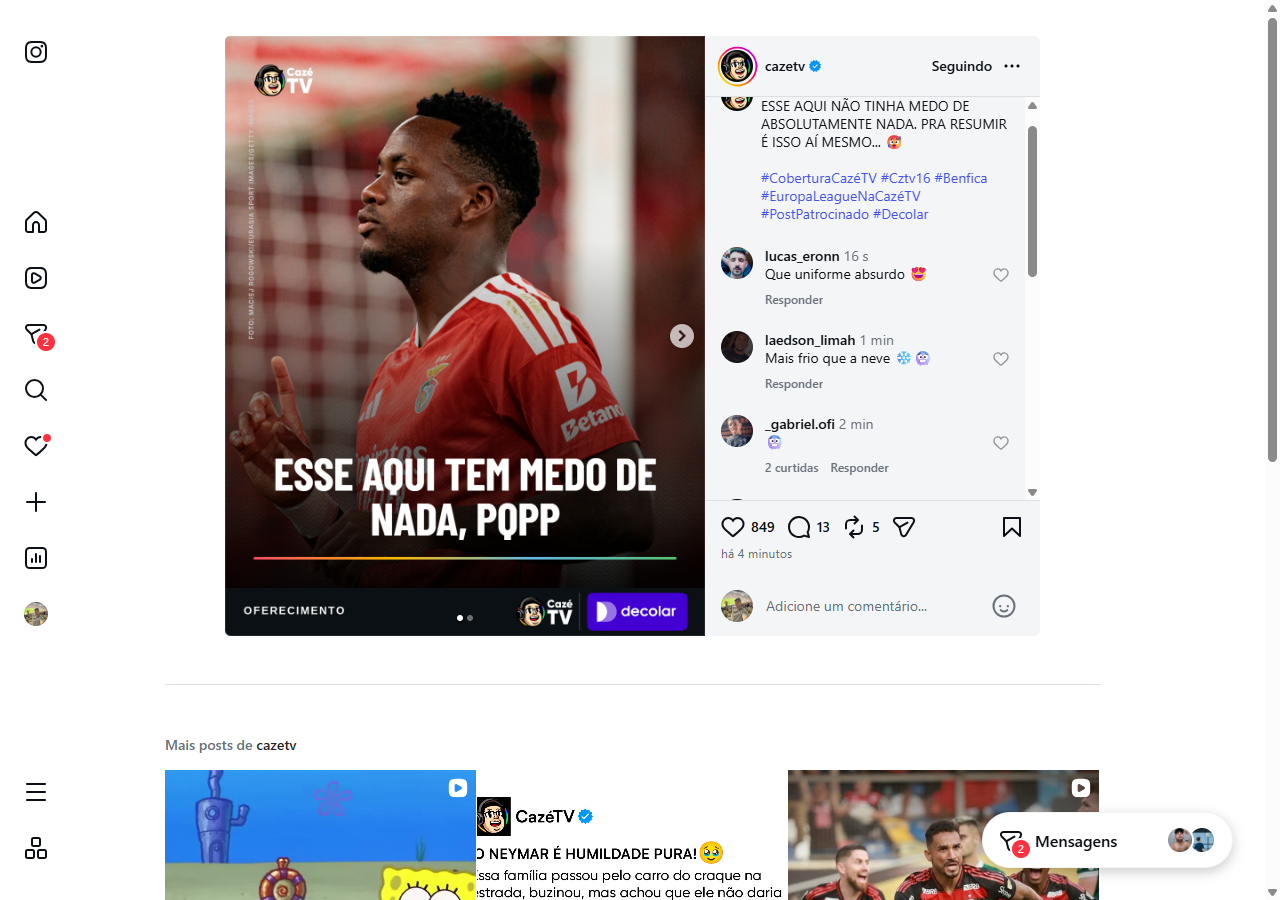 Cazé
TV
FOTO: MACIEJ ROGOWSKI/EURASIA SPORT IMAGES/GETTY IMAGES
Betano
ESSE AQUI TEM MEDO DE
NADA, PQPP
OFERECIMENTO
Cazé
TV
decolar
cazetv
Seguindo
ESSE AQUI NÃO TINHA MEDO DE
ABSOLUTAMENTE NADA. PRA RESUMIR
É ISSO AÍ MESMO... 🥵
#CoberturaCazéTV #Cztv16 #Benfica
#EuropaLeagueNaCazéTV
#PostPatrocinado #Decolar
lucas_eronn 16 s
Que uniforme absurdo 😍
Responder
laedson_limah 1 min
Mais frio que a neve ❄️🥶
Responder
_gabriel.ofi 2 min
🥶
2 curtidas Responder
849 13 5
há 4 minutos
Adicione um comentário...
2
Mais posts de cazetv
CazéTV
O NEYMAR É HUMILDADE PURA! 🥹
Essa família passou pelo carro do craque na
estrada, buzinou, mas achou que ele não daria
2
Mensagens